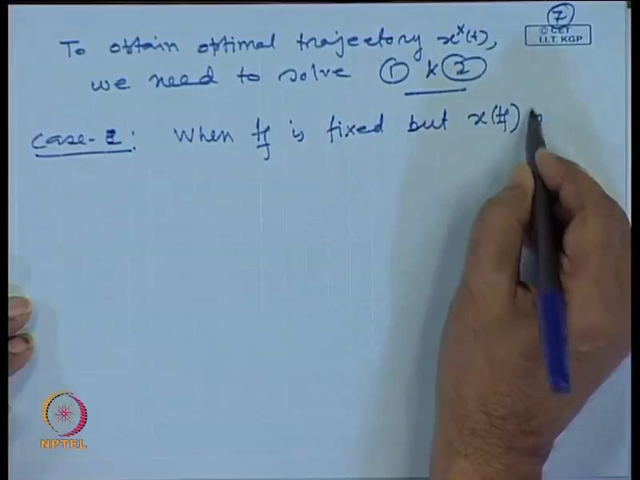 7
© CET
I.I.T. KGP
To obtain optimal trajectory x*(t),
we need to solve ① & ②
Case-I: When tf is fixed but x(tf)
NPTEL